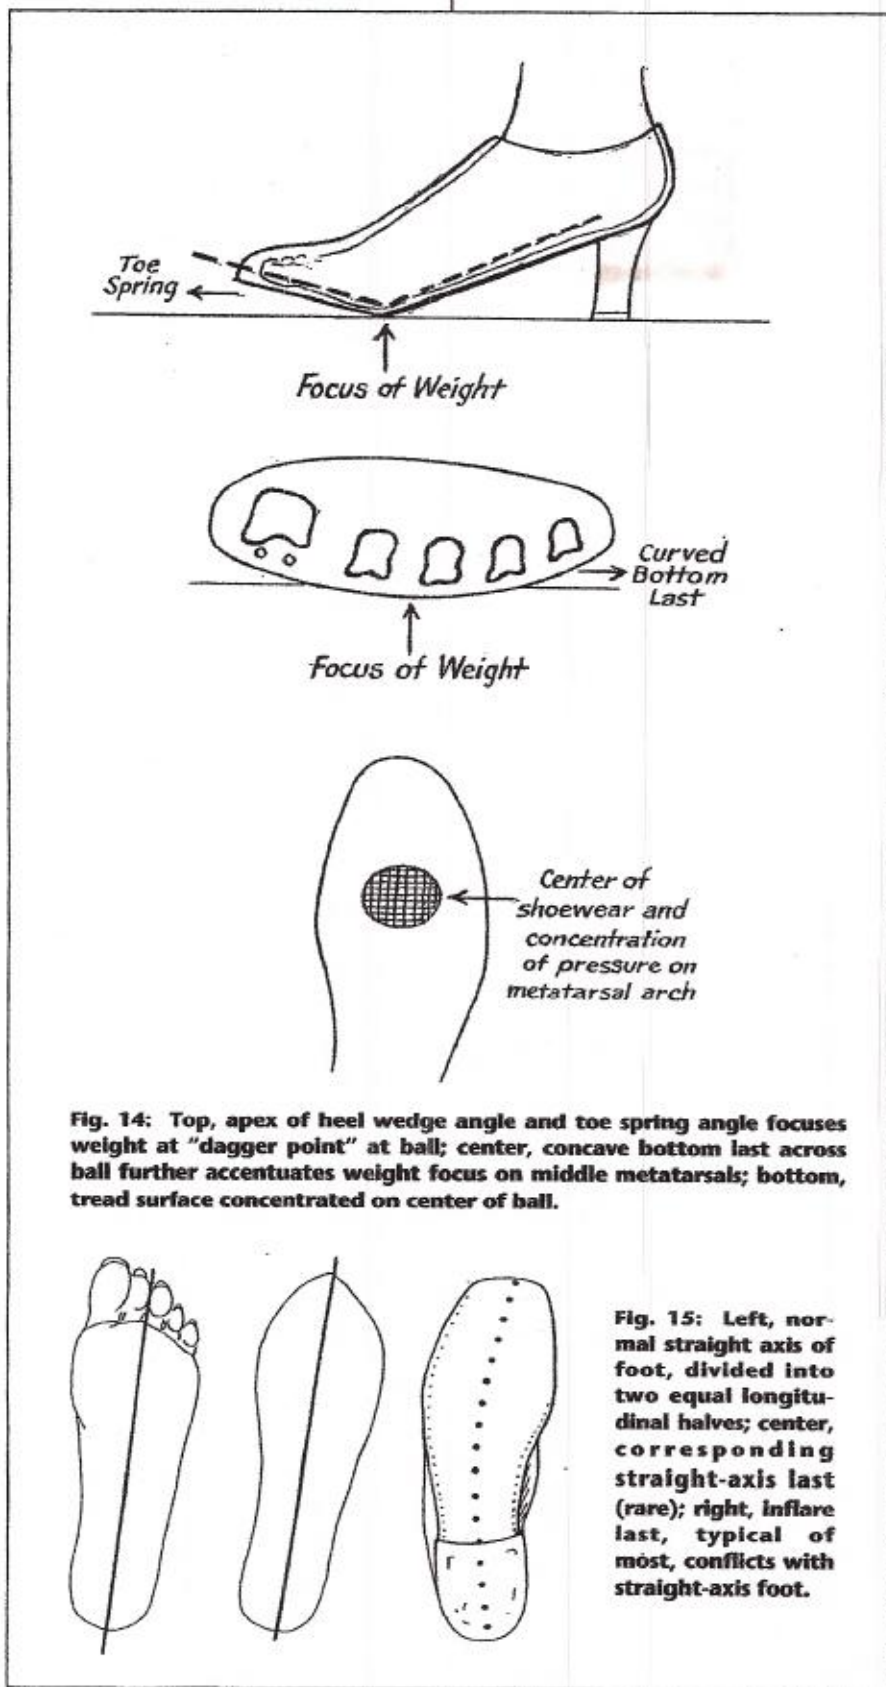 Toe
Spring
Focus of Weight
Curved
Bottom
Last
Focus of Weight
Center of
shoewear and
concentration
of pressure on
metatarsal arch
Fig. 14: Top, apex of heel wedge angle and toe spring angle focuses
weight at "dagger point" at ball; center, concave bottom last across
ball further accentuates weight focus on middle metatarsals; bottom,
tread surface concentrated on center of ball.
Fig. 15: Left, nor-
mal straight axis of
foot, divided into
two equal longitu-
dinal halves; center,
corresponding
straight-axis last
(rare); right, inflare
last, typical of
most, conflicts with
straight-axis foot.